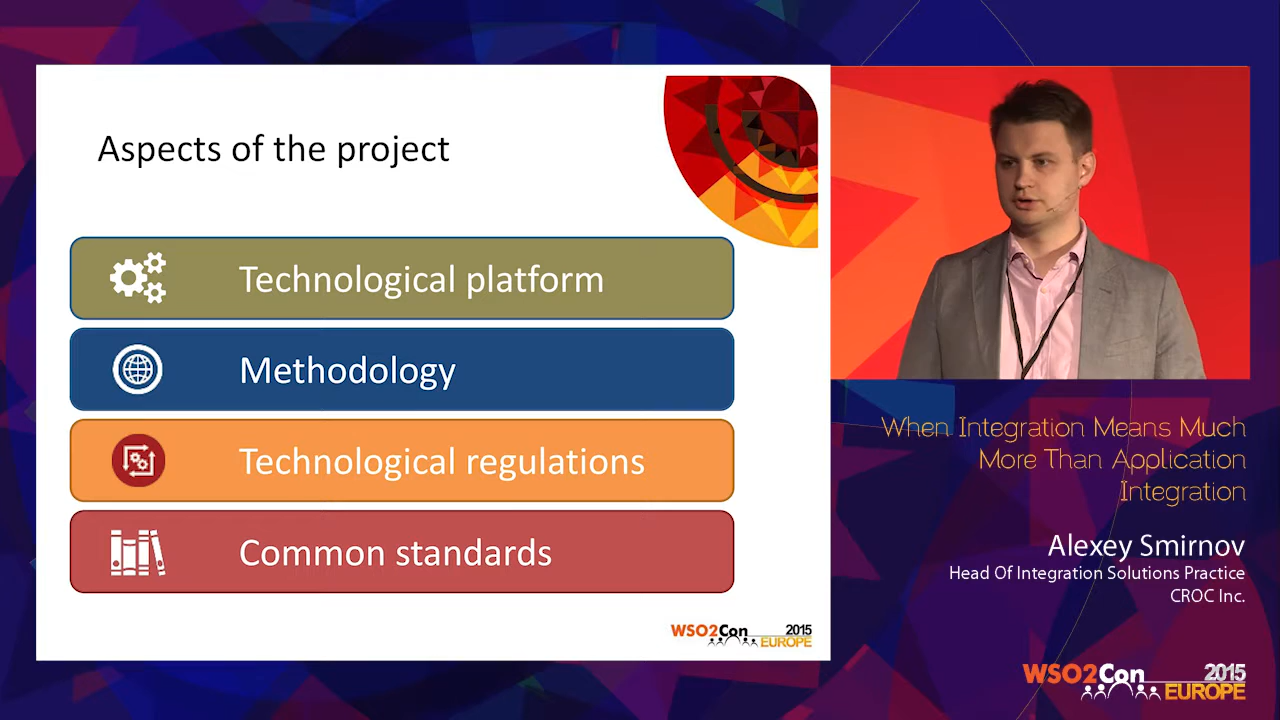 Aspects of the project
Technological platform
Methodology
Technological regulations
Common standards
WSO2Con 2015
EUROPE
When Integration Means Much
More Than Application
Integration
Alexey Smirnov
Head Of Integration Solutions Practice
CROC Inc.
WSO2Con 2015
EUROPE